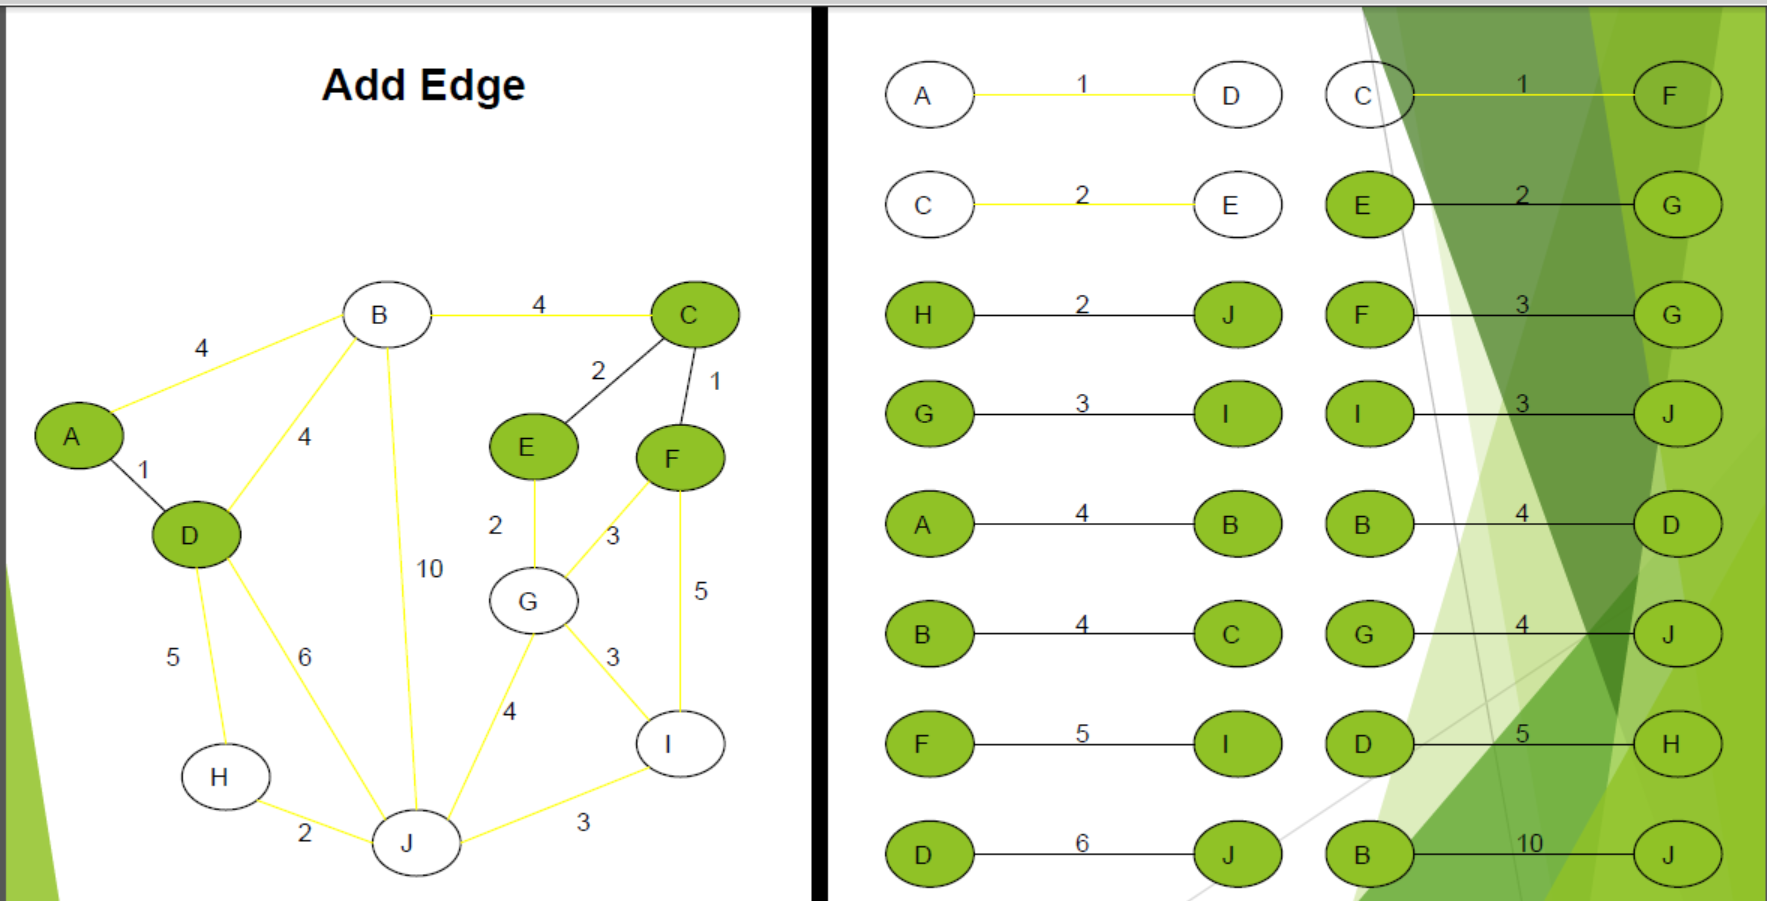 Add Edge
B
4
C
4
2
1
A
4
E
F
1
D
2
3
10
G
5
5
6
3
4
H
I
2
J
3
A 1 D C 1 F
C 2 E E 2 G
H 2 J F 3 G
G 3 I I 3 J
A 4 B B 4 D
B 4 C G 4 J
F 5 I D 5 H
D 6 J B 10 J